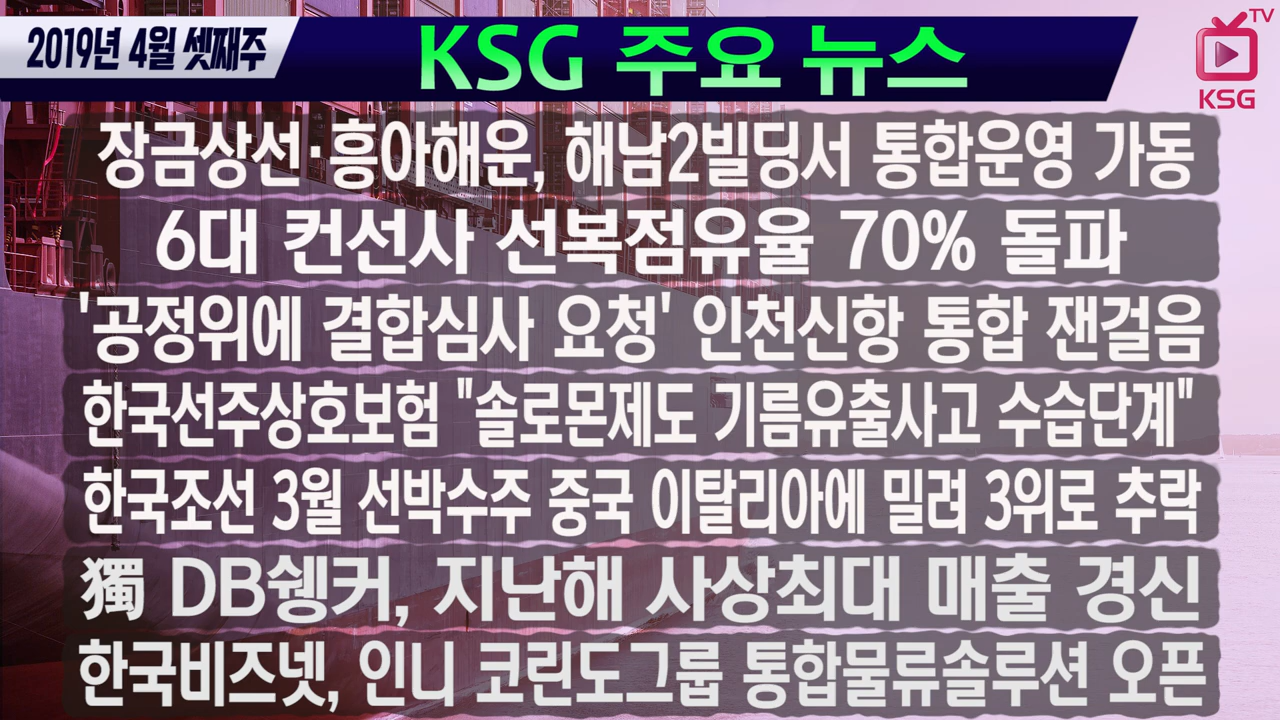 2019년 4월 셋째주
KSG 주요 뉴스
TV
KSG
장금상선·흥아해운, 해남2빌딩서 통합운영 가동
6대 컨선사 선복점유율 70% 돌파
'공정위에 결합심사 요청' 인천신항 통합 잰걸음
한국선주상호보험 "솔로몬제도 기름유출사고 수습단계"
한국조선 3월 선박수주 중국 이탈리아에 밀려 3위로 추락
獨 DB쉥커, 지난해 사상최대 매출 경신
한국비즈넷, 인니 코린도그룹 통합물류솔루션 오픈